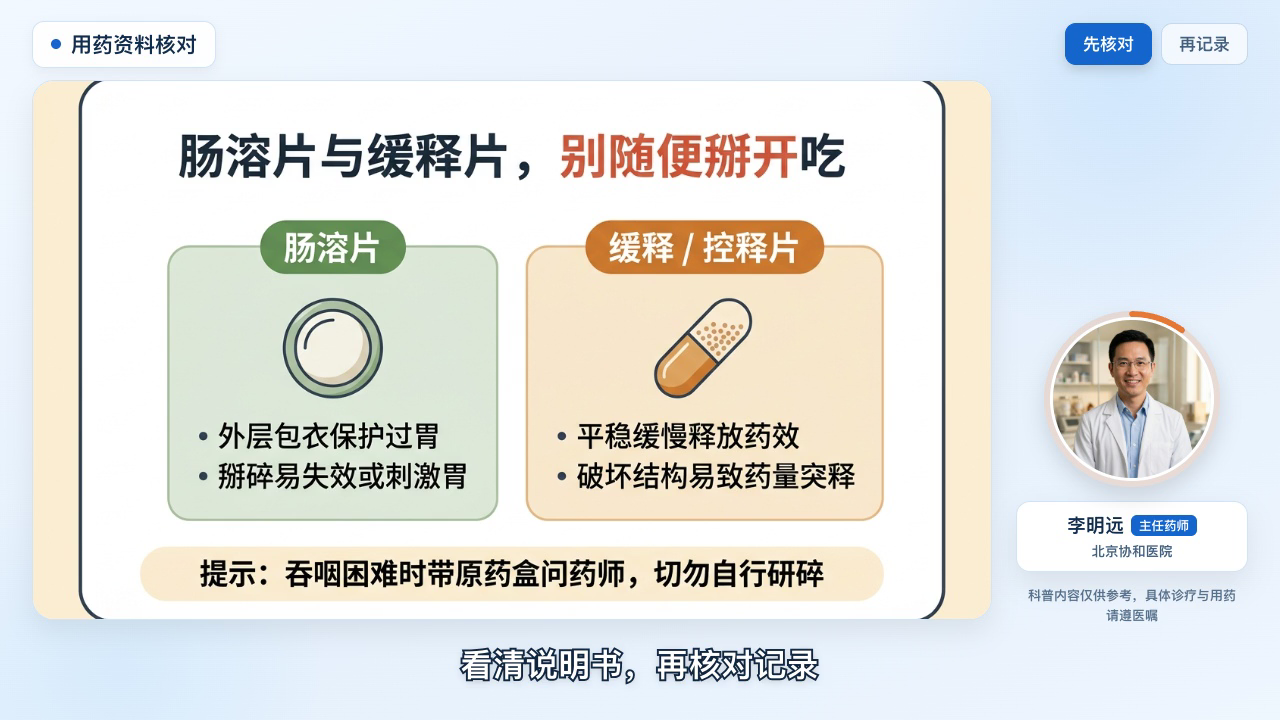 用药资料核对
先核对
再记录
肠溶片与缓释片，别随便掰开吃
肠溶片
缓释 / 控释片
• 外层包衣保护过胃
• 掰碎易失效或刺激胃
• 平稳缓慢释放药效
• 破坏结构易致药量突释
提示：吞咽困难时带原药盒问药师，切勿自行研碎
李明远 主任药师
北京协和医院
科普内容仅供参考，具体诊疗与用药
请遵医嘱
看清说明书，再核对记录